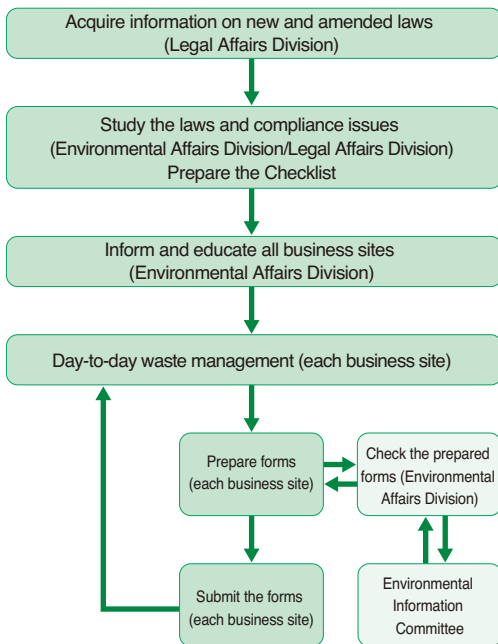 Acquire information on new and amended laws
(Legal Affairs Division)
Study the laws and compliance issues
(Environmental Affairs Division/Legal Affairs Division)
Prepare the Checklist
Inform and educate all business sites
(Environmental Affairs Division)
Day-to-day waste management (each business site)
Prepare forms
(each business site)
Check the prepared
forms (Environmental
Affairs Division)
Submit the forms
(each business site)
Environmental
Information
Committee